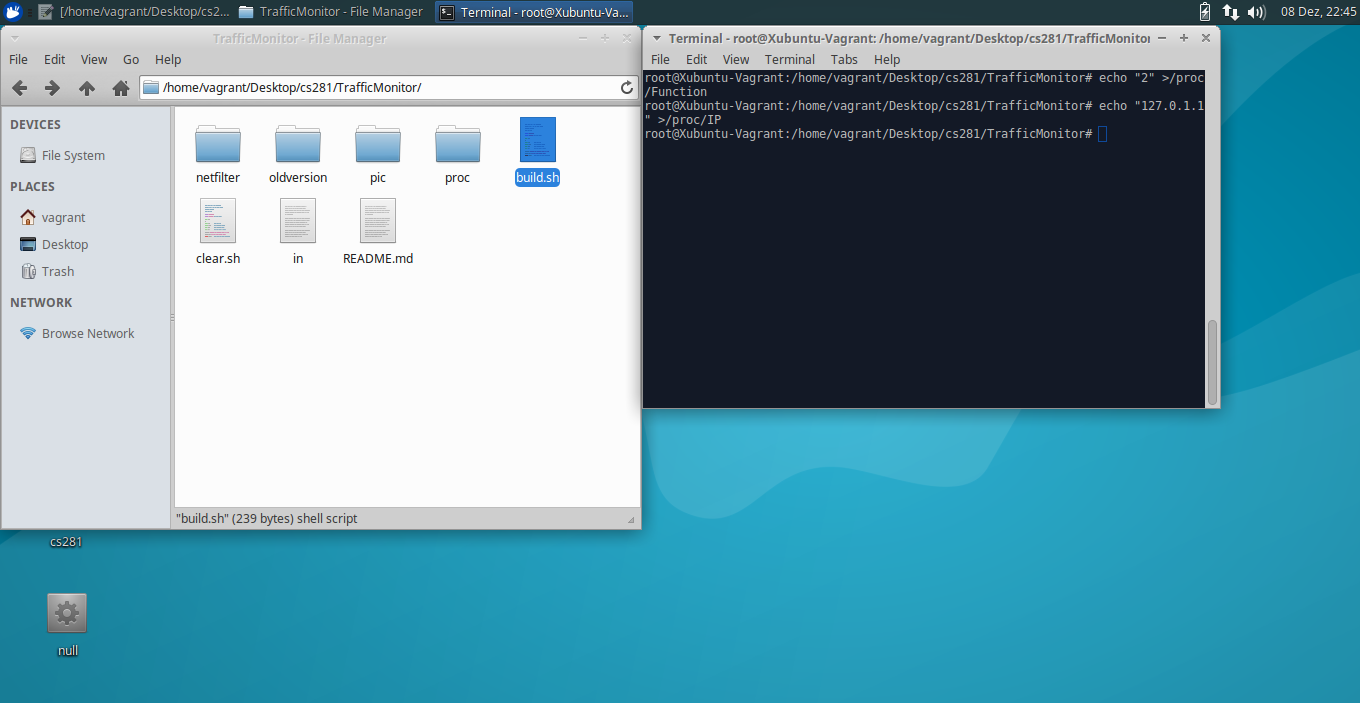 [/home/vagrant/Desktop/cs2...
TrafficMonitor - File Manager
Terminal - root@Xubuntu-Va...
08 Dez, 22:45
TrafficMonitor - File Manager
File Edit View Go Help
/home/vagrant/Desktop/cs281/TrafficMonitor/
DEVICES
File System
PLACES
vagrant
Desktop
Trash
NETWORK
Browse Network
netfilter
oldversion
pic
proc
build.sh
clear.sh
in
README.md
"build.sh" (239 bytes) shell script
Terminal - root@Xubuntu-Vagrant: /home/vagrant/Desktop/cs281/TrafficMonitor
File Edit View Terminal Tabs Help
root@Xubuntu-Vagrant:/home/vagrant/Desktop/cs281/TrafficMonitor# echo "2" >/proc
/Function
root@Xubuntu-Vagrant:/home/vagrant/Desktop/cs281/TrafficMonitor# echo "127.0.1.1
" >/proc/IP
root@Xubuntu-Vagrant:/home/vagrant/Desktop/cs281/TrafficMonitor#
cs281
null